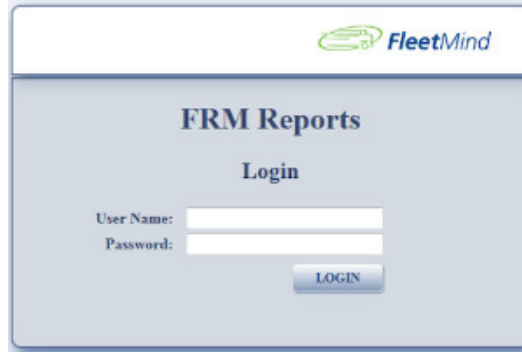 FleetMind
FRM Reports
Login
User Name:
Password:
LOGIN